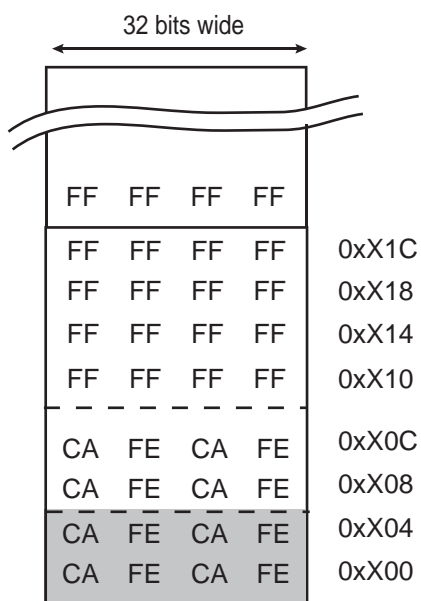 32 bits wide
FF FF FF FF
FF FF FF FF 0xX1C
FF FF FF FF 0xX18
FF FF FF FF 0xX14
FF FF FF FF 0xX10
CA FE CA FE 0xX0C
CA FE CA FE 0xX08
CA FE CA FE 0xX04
CA FE CA FE 0xX00